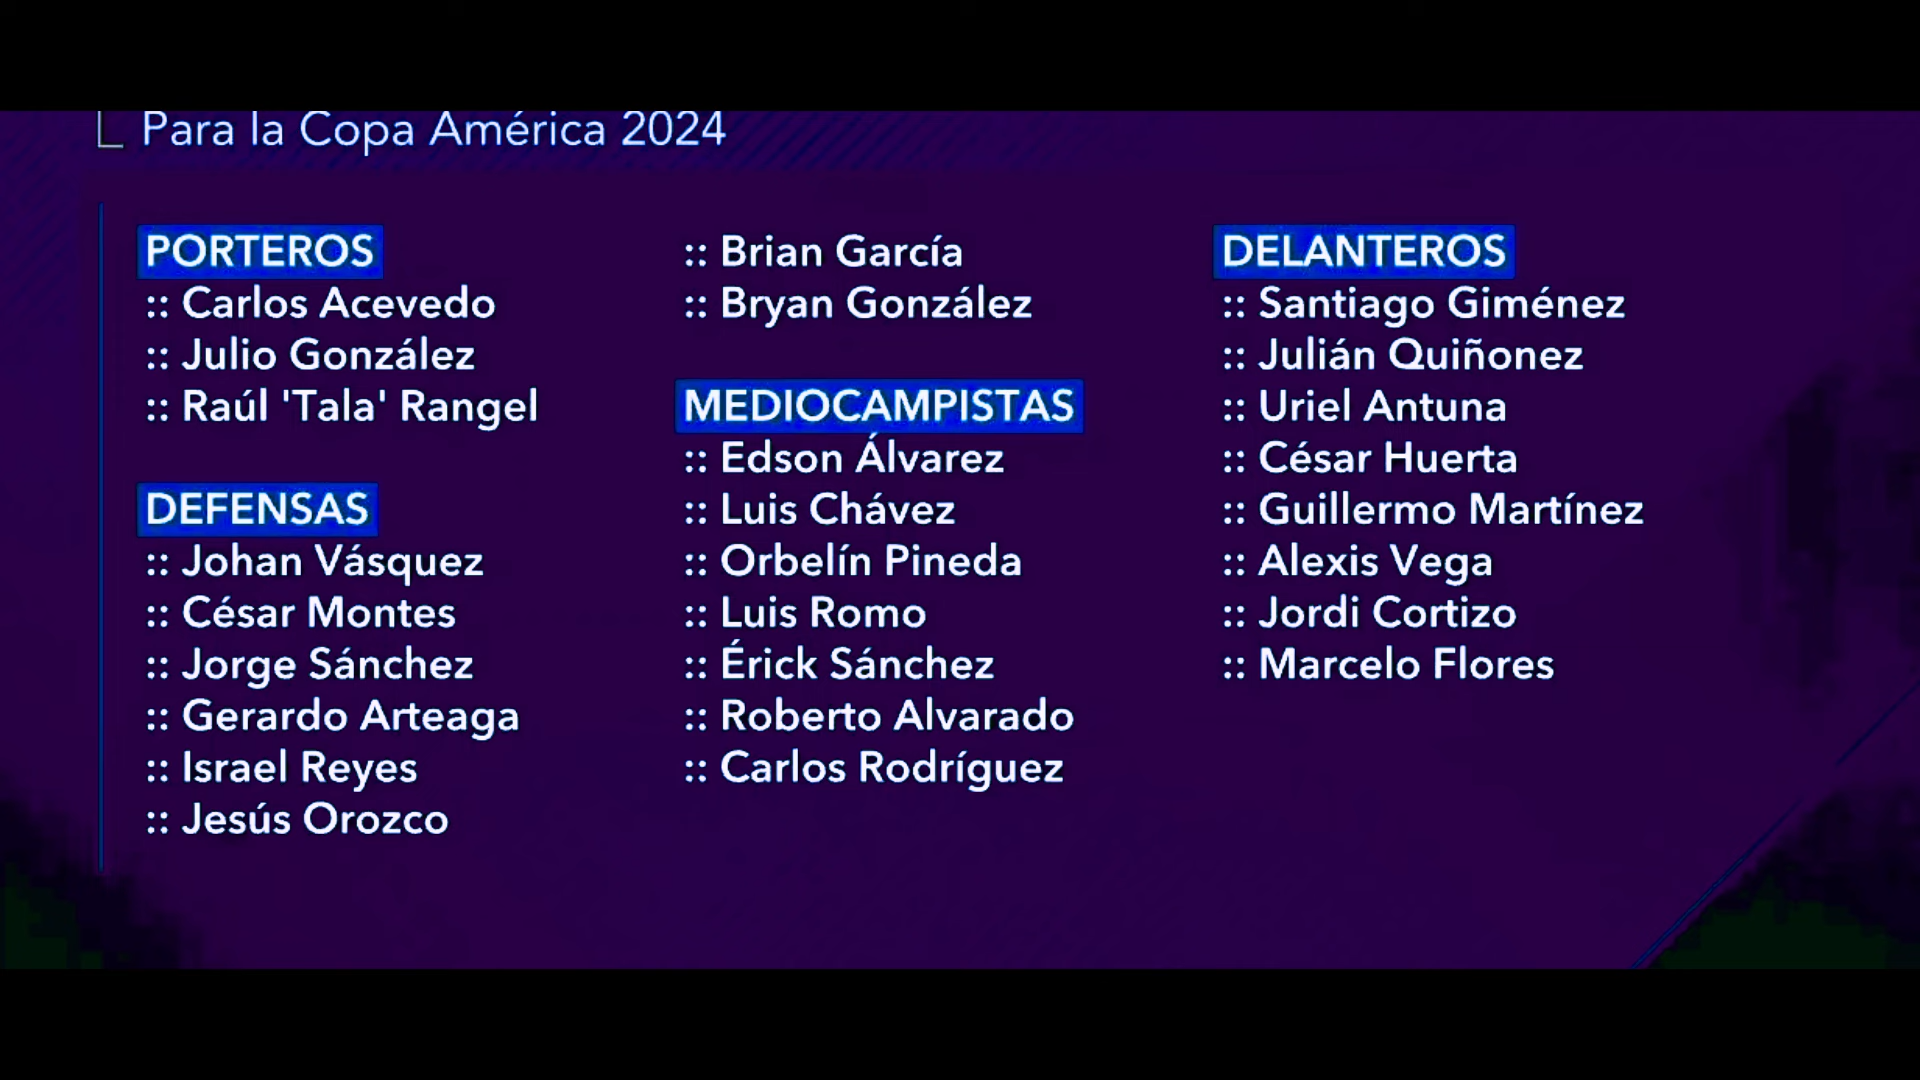 Para la Copa América 2024
PORTEROS
:: Carlos Acevedo
:: Julio González
:: Raúl 'Tala' Rangel
DEFENSAS
:: Johan Vásquez
:: César Montes
:: Jorge Sánchez
:: Gerardo Arteaga
:: Israel Reyes
:: Jesús Orozco
:: Brian García
:: Bryan González
MEDIOCAMPISTAS
:: Edson Álvarez
:: Luis Chávez
:: Orbelín Pineda
:: Luis Romo
:: Érick Sánchez
:: Roberto Alvarado
:: Carlos Rodríguez
DELANTEROS
:: Santiago Giménez
:: Julián Quiñonez
:: Uriel Antuna
:: César Huerta
:: Guillermo Martínez
:: Alexis Vega
:: Jordi Cortizo
:: Marcelo Flores